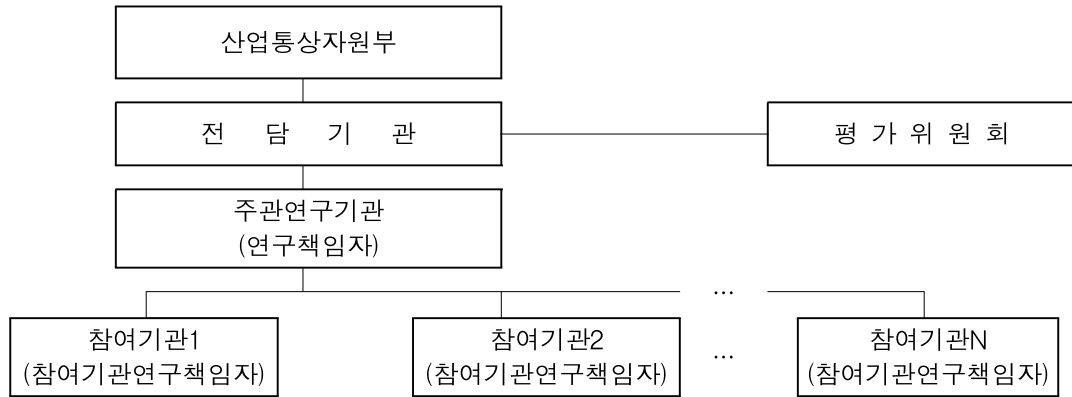 산업통상자원부
전 담 기 관
평 가 위 원 회
주관연구기관
(연구책임자)
...
참여기관1
(참여기관연구책임자)
참여기관2
(참여기관연구책임자)
...
참여기관N
(참여기관연구책임자)